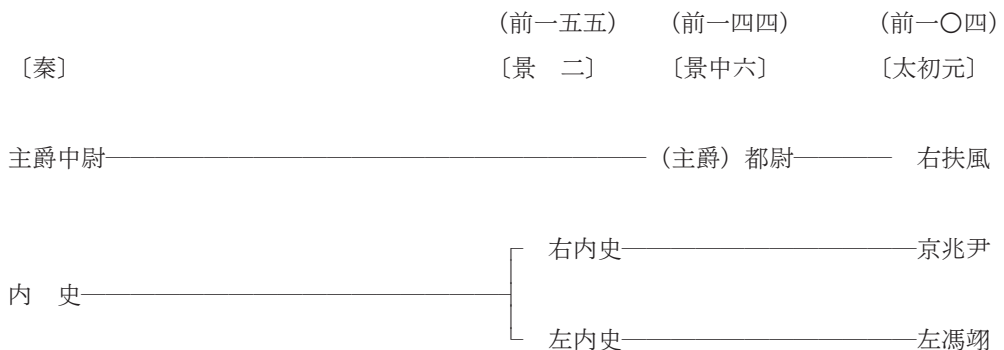 (前一五五) (前一四四) (前一〇四)
〔秦〕 〔景 二〕 〔景中六〕 〔太初元〕
主爵中尉 (主爵)都尉 右扶風
右内史 京兆尹
内 史
左内史 左馮翊